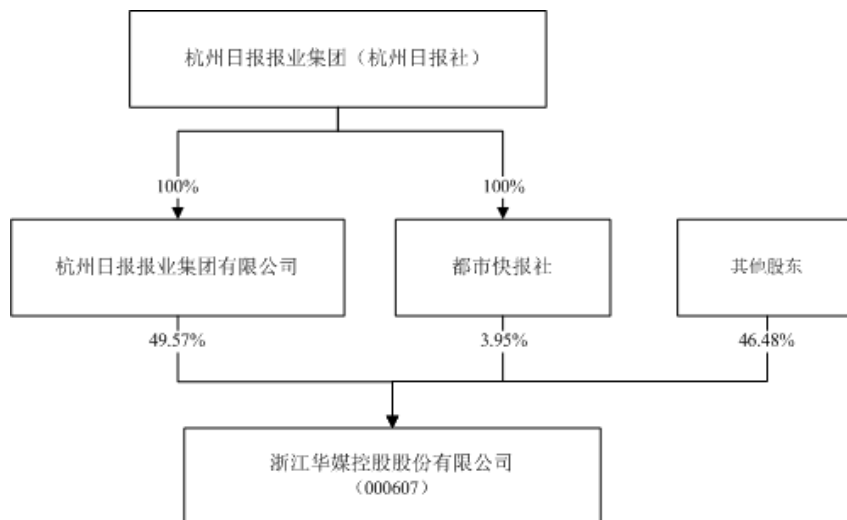 杭州日报报业集团（杭州日报社）
100%
100%
杭州日报报业集团有限公司
都市快报社
其他股东
49.57%
3.95%
46.48%
浙江华媒控股股份有限公司
（000607）